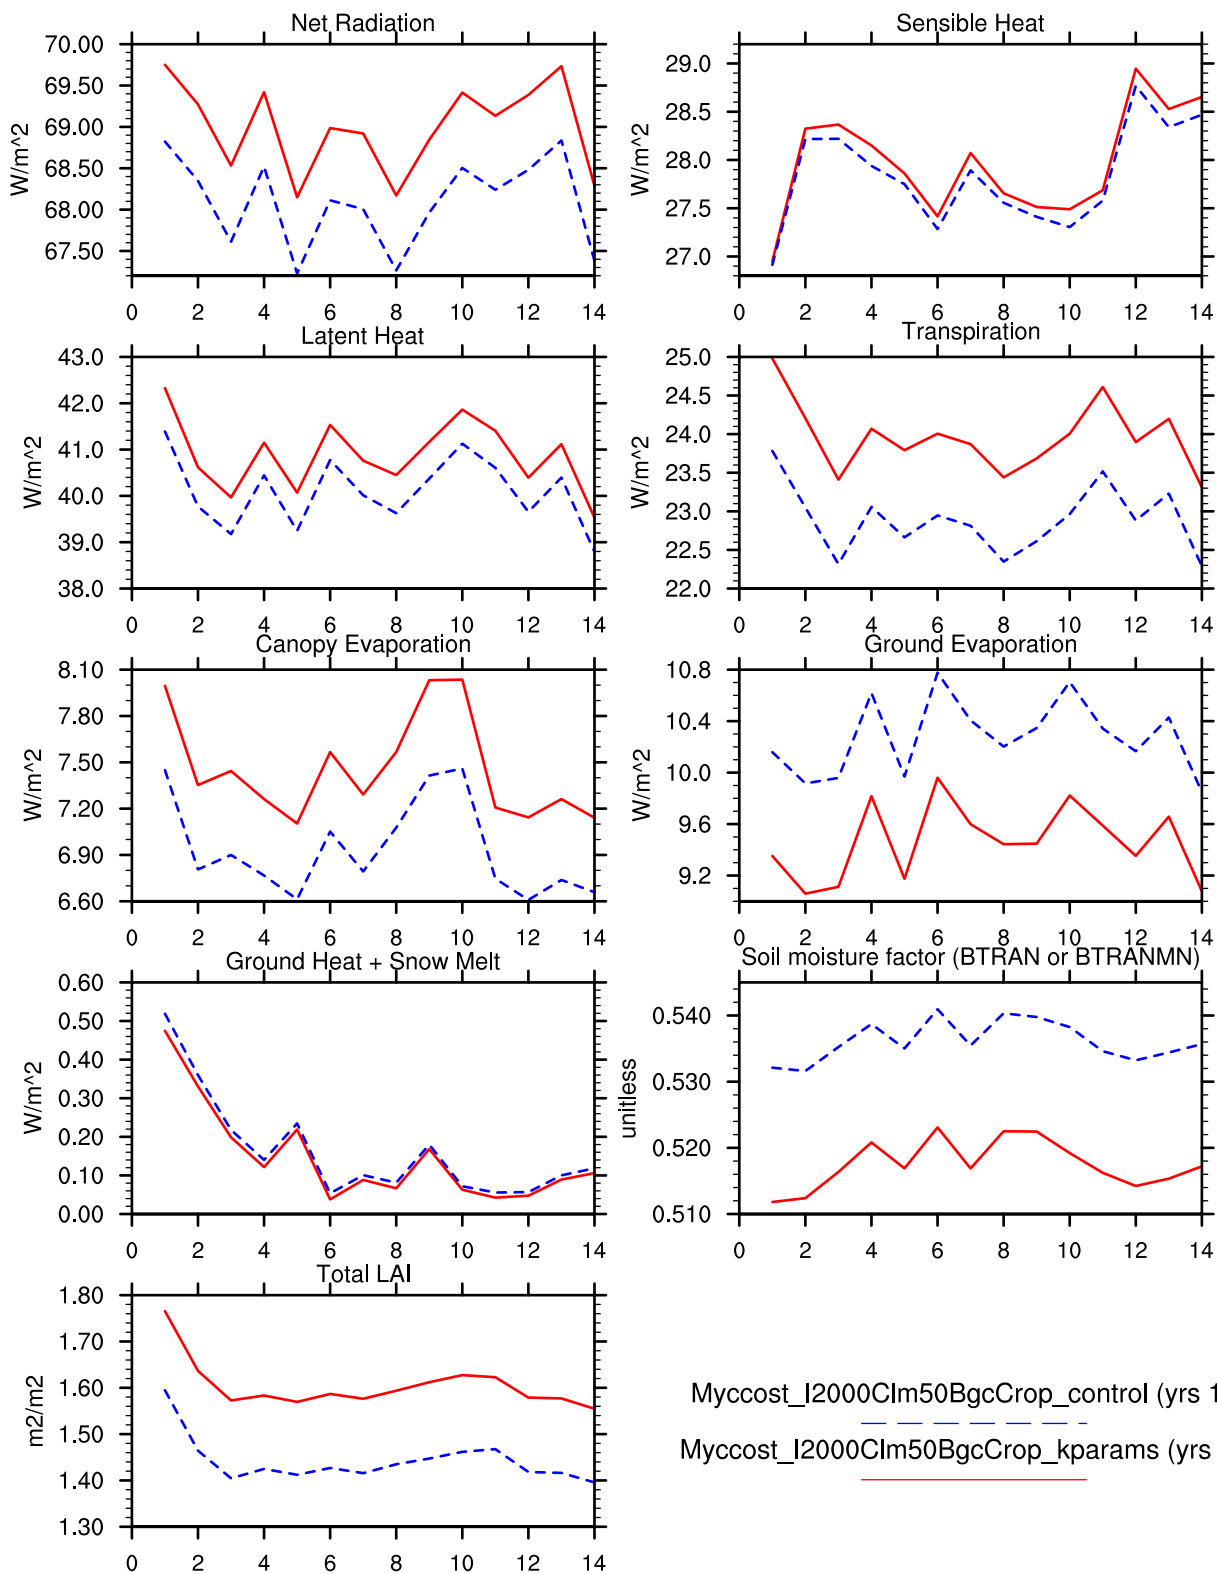 Net Radiation
W/m^2
70.00
69.50
69.00
68.50
68.00
67.50
0 2 4 6 8 10 12 14
Sensible Heat
W/m^2
29.0
28.5
28.0
27.5
27.0
0 2 4 6 8 10 12 14
Latent Heat
W/m^2
43.0
42.0
41.0
40.0
39.0
38.0
0 2 4 6 8 10 12 14
Transpiration
W/m^2
25.0
24.5
24.0
23.5
23.0
22.5
22.0
0 2 4 6 8 10 12 14
Canopy Evaporation
W/m^2
8.10
7.80
7.50
7.20
6.90
6.60
0 2 4 6 8 10 12 14
Ground Evaporation
W/m^2
10.8
10.4
10.0
9.6
9.2
0 2 4 6 8 10 12 14
Ground Heat + Snow Melt
W/m^2
0.60
0.50
0.40
0.30
0.20
0.10
0.00
0 2 4 6 8 10 12 14
Soil moisture factor (BTRAN or BTRANMN)
unitless
0.540
0.530
0.520
0.510
0 2 4 6 8 10 12 14
Total LAI
m2/m2
1.80
1.70
1.60
1.50
1.40
1.30
0 2 4 6 8 10 12 14
Myccost_I2000Clm50BgcCrop_control (yrs 1
Myccost_I2000Clm50BgcCrop_kparams (yrs